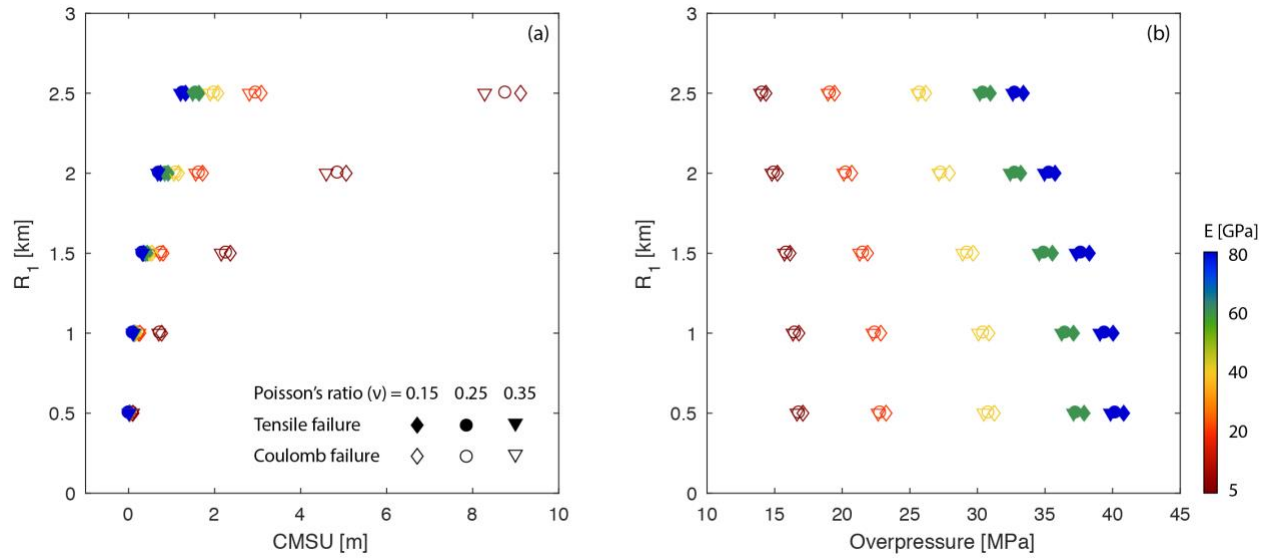 (a)
3
2.5
2
1.5
1
0.5
0
R1 [km]
0 2 4 6 8 10
CMSU [m]
Poisson's ratio (ν) = 0.15 0.25 0.35
Tensile failure
Coulomb failure
(b)
3
2.5
2
1.5
1
0.5
0
R1 [km]
10 15 20 25 30 35 40 45
Overpressure [MPa]
E [GPa]
80
60
40
20
5